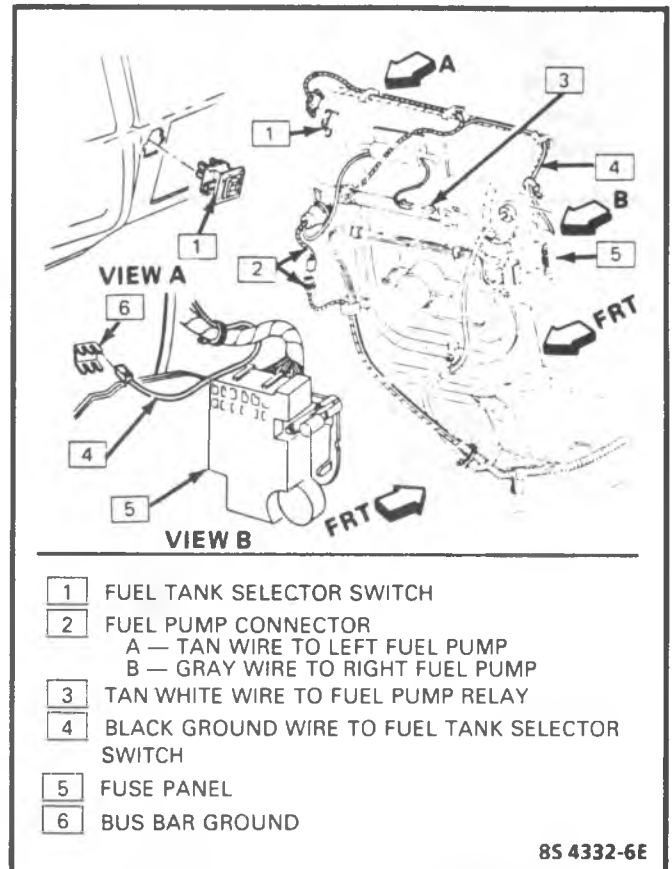 A
3
1
4
B
1
2
5
VIEW A
6
FRT
4
5
FRT
VIEW B
1 FUEL TANK SELECTOR SWITCH
2 FUEL PUMP CONNECTOR
A — TAN WIRE TO LEFT FUEL PUMP
B — GRAY WIRE TO RIGHT FUEL PUMP
3 TAN WHITE WIRE TO FUEL PUMP RELAY
4 BLACK GROUND WIRE TO FUEL TANK SELECTOR
SWITCH
5 FUSE PANEL
6 BUS BAR GROUND
8S 4332-6E